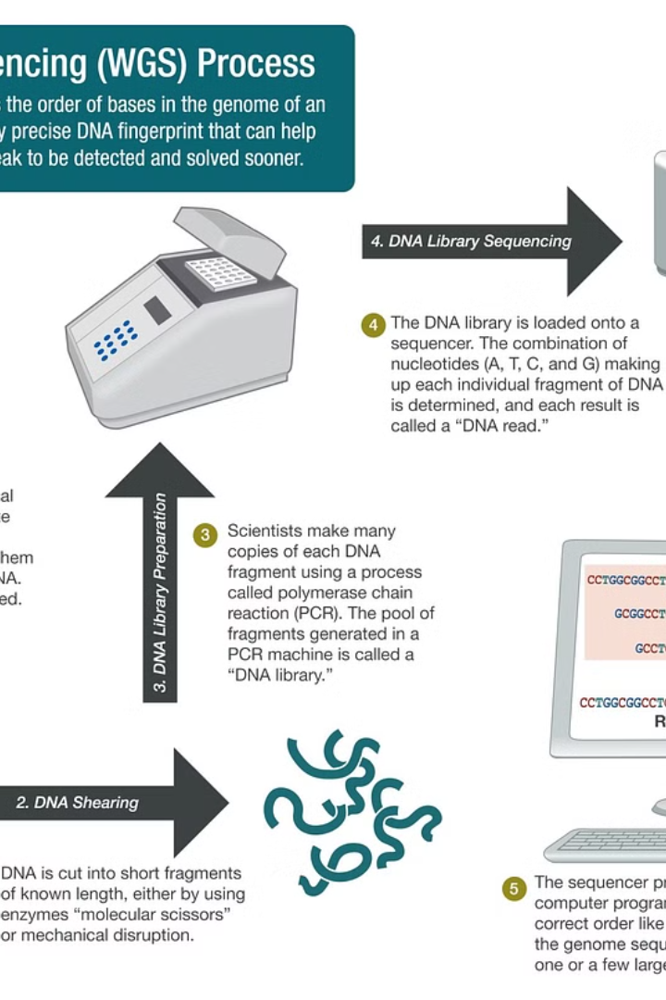 encing (WGS) Process
s the order of bases in the genome of an
y precise DNA fingerprint that can help
eak to be detected and solved sooner.
4. DNA Library Sequencing
4 The DNA library is loaded onto a
sequencer. The combination of
nucleotides (A, T, C, and G) making
up each individual fragment of DNA
is determined, and each result is
called a “DNA read.”
al
e
hem
NA.
ed.
3. DNA Library Preparation
3 Scientists make many
copies of each DNA
fragment using a process
called polymerase chain
reaction (PCR). The pool of
fragments generated in a
PCR machine is called a
“DNA library.”
CCTGGCGGCCT
GCGGCCT
GCCT
CCTGGCGGCCT
R
2. DNA Shearing
DNA is cut into short fragments
of known length, either by using
enzymes “molecular scissors”
or mechanical disruption.
5 The sequencer pr
computer progran
correct order like
the genome sequ
one or a few large